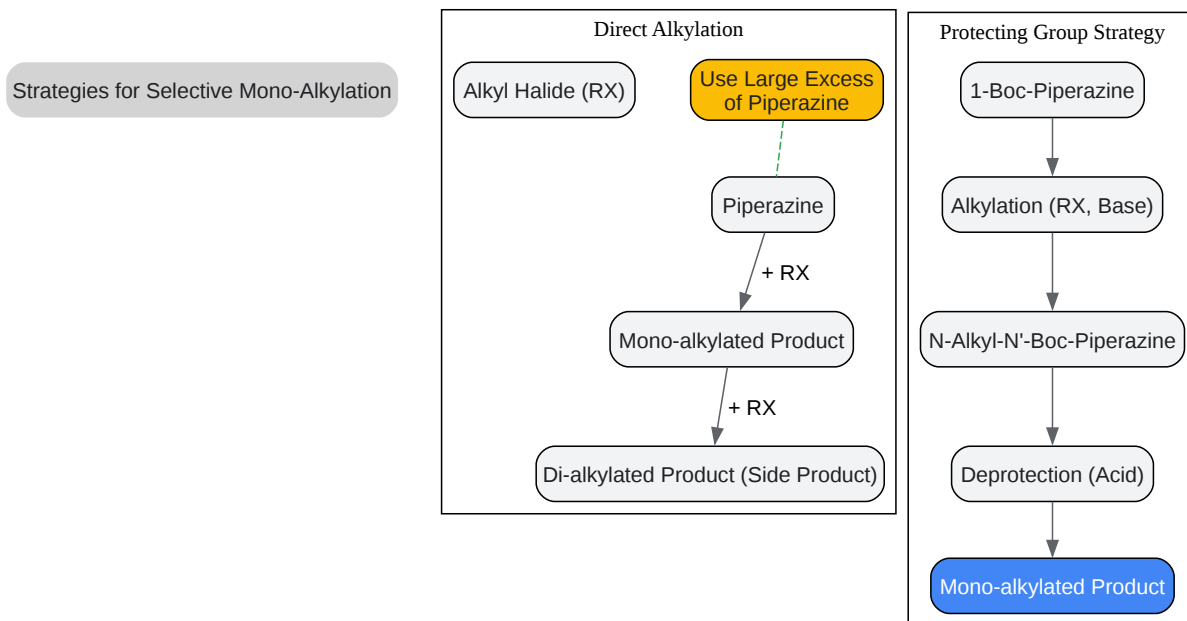 Strategies for Selective Mono-Alkylation
Direct Alkylation
Alkyl Halide (RX)
Use Large Excess
of Piperazine
Piperazine
+ RX
Mono-alkylated Product
+ RX
Di-alkylated Product (Side Product)
Protecting Group Strategy
1-Boc-Piperazine
Alkylation (RX, Base)
N-Alkyl-N'-Boc-Piperazine
Deprotection (Acid)
Mono-alkylated Product